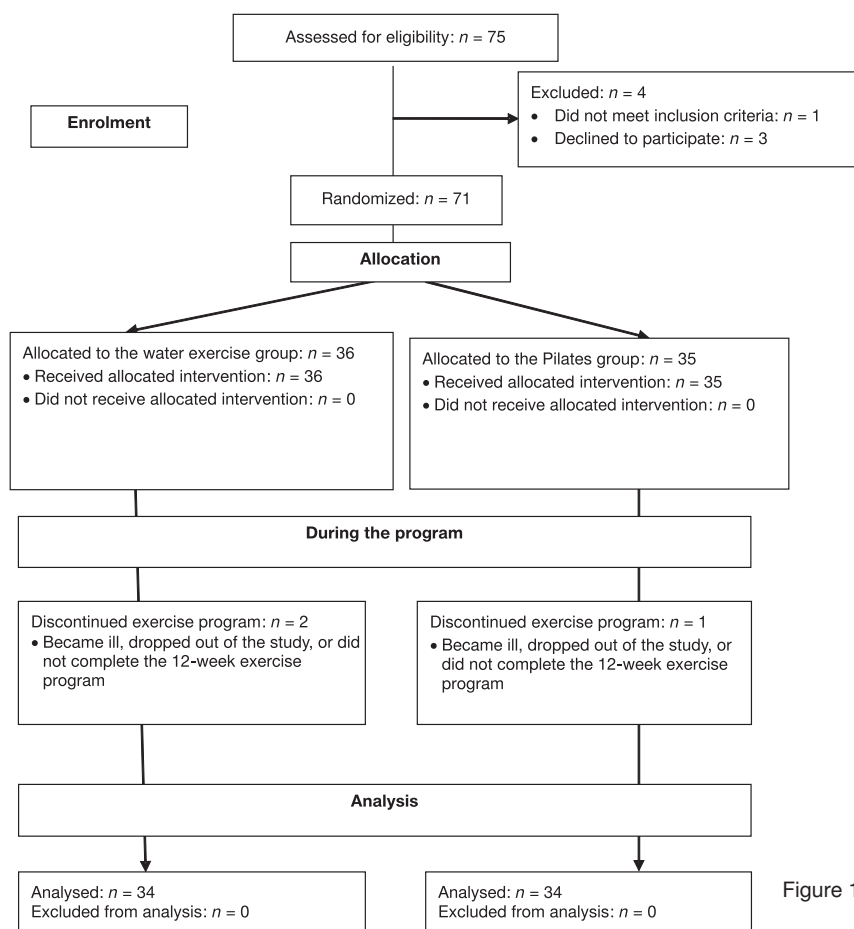 Assessed for eligibility: n = 75
Enrolment
Excluded: n = 4
• Did not meet inclusion criteria: n = 1
• Declined to participate: n = 3
Randomized: n = 71
Allocation
Allocated to the water exercise group: n = 36
• Received allocated intervention: n = 36
• Did not receive allocated intervention: n = 0
Allocated to the Pilates group: n = 35
• Received allocated intervention: n = 35
• Did not receive allocated intervention: n = 0
During the program
Discontinued exercise program: n = 2
• Became ill, dropped out of the study, or did
not complete the 12-week exercise
program
Discontinued exercise program: n = 1
• Became ill, dropped out of the study, or
did not complete the 12-week exercise
program
Analysis
Analysed: n = 34
Excluded from analysis: n = 0
Analysed: n = 34
Excluded from analysis: n = 0
Figure 1